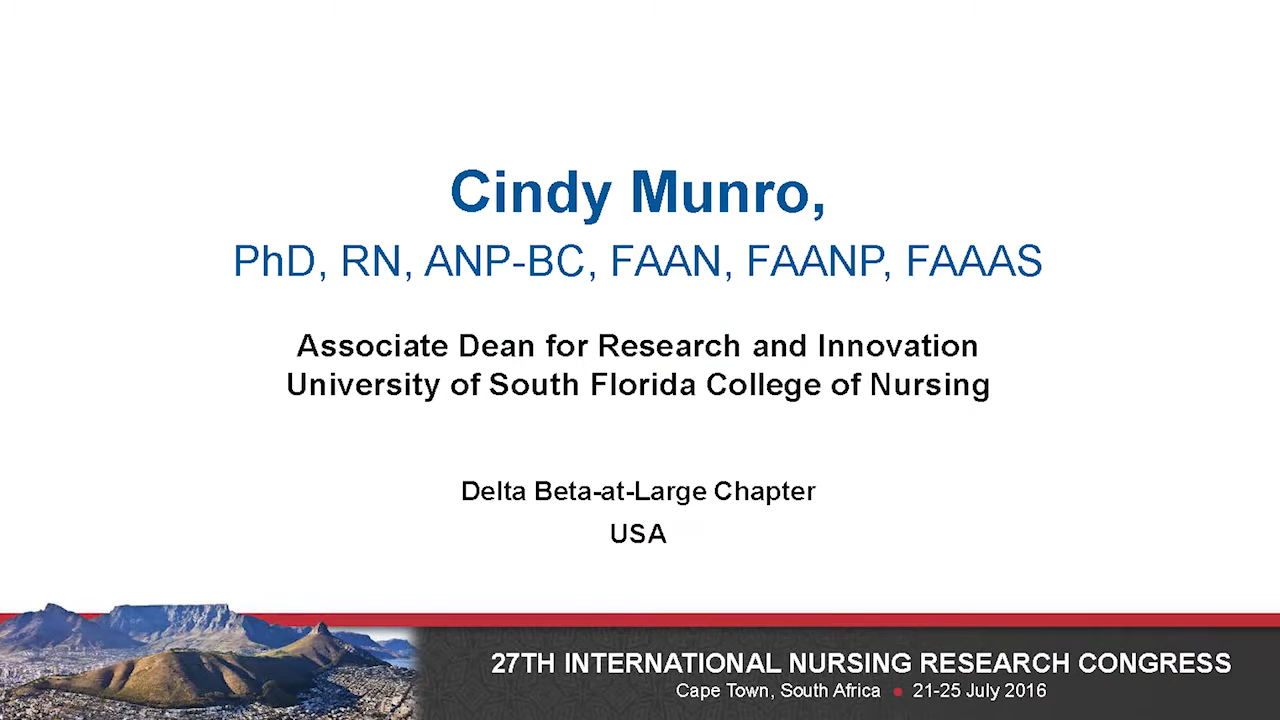 Cindy Munro,
PhD, RN, ANP-BC, FAAN, FAANP, FAAAS
Associate Dean for Research and Innovation
University of South Florida College of Nursing
Delta Beta-at-Large Chapter
USA
27TH INTERNATIONAL NURSING RESEARCH CONGRESS
Cape Town, South Africa • 21-25 July 2016